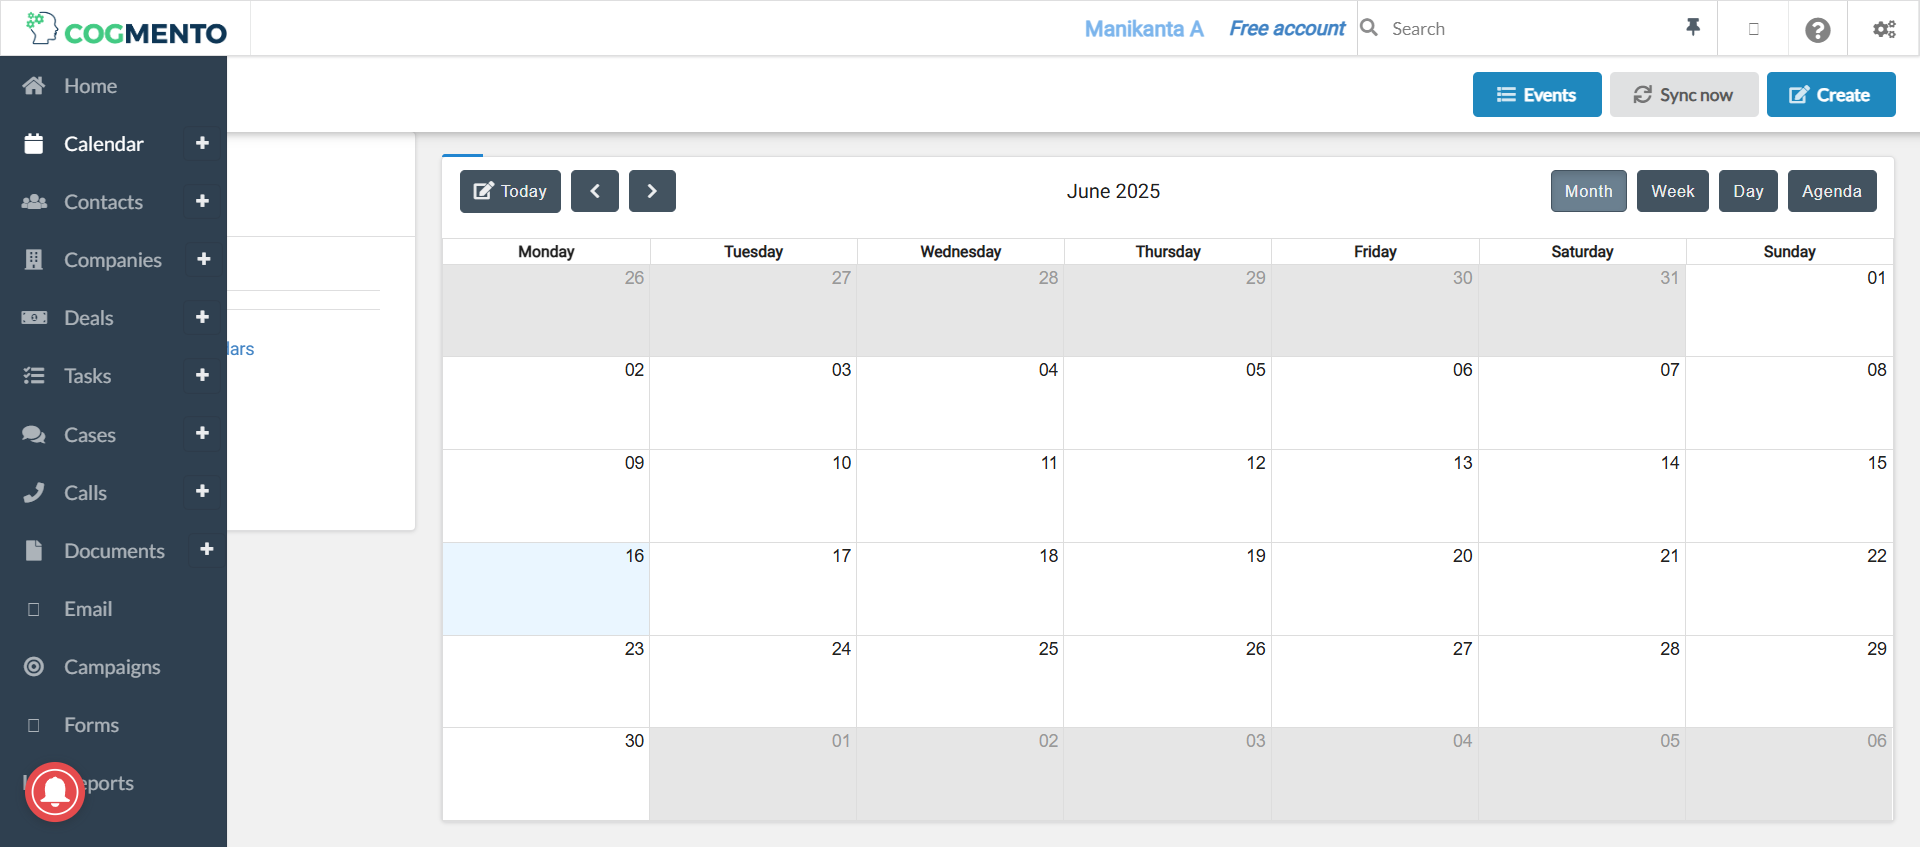 COGMENTO
Manikanta A Free account Search
Home
Calendar
Contacts
Companies
Deals
Tasks
Cases
Calls
Documents
Email
Campaigns
Forms
eports
lars
Events Sync now Create
Today June 2025 Month Week Day Agenda
Monday Tuesday Wednesday Thursday Friday Saturday Sunday
26 27 28 29 30 31 01
02 03 04 05 06 07 08
09 10 11 12 13 14 15
16 17 18 19 20 21 22
23 24 25 26 27 28 29
30 01 02 03 04 05 06